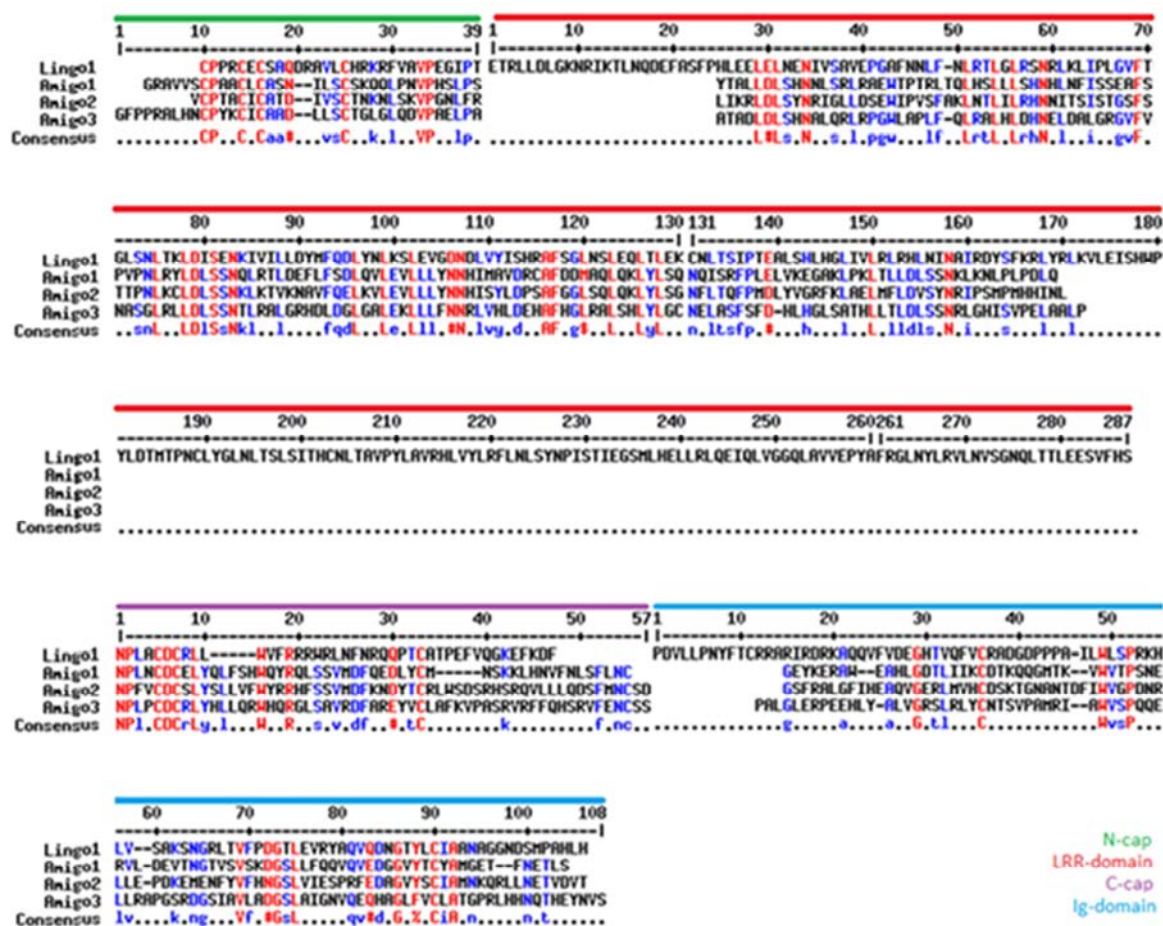 1 10 20 30 39 1 10 20 30 40 50 60 70
Lingo1 CPPRCECSAQDRAVLCHRKRFVAVPEGIPT ETRLLDLGKNRIKTLNQDEFASFPHLEELELNENIVSAVEPGAFNNLF-NLRTLGLRSNRLKLIPLGVFT
Amigo1 GRAVVSCPAACLCASN--ILSCSKQQLPNVPHSLPS YTALLDLSHNNLSRLRAEWTPTRLTQLHSLLLSHNHLNFISSEAFS
Amigo2 VCPTACICATD--IVSCTNKNLSKVPGNLFR LIKRLDLSYNRIGLLDSEWIPVSFAKLNTLILRHNNITSISTGSFS
Amigo3 GFPPRALHNCPYKCICAAD--LLSCTGLGLQDVPAELPA ATADLDLSHNALQRLRPGWLAPLF-QLRALHLDHNELDALGRGVFV
Consensus .........CP..C.Caa#...vsC..k.l..VP..lp. .........................L#Ls.N...s.l.pgw...lf..LrtL.LrhN.l..i...gvF.
80 90 100 110 120 130 131 140 150 160 170 180
Lingo1 GLSNLTKLDISENKIVILLDYMFQDLYNLKSLEVGDNDLVYISHRAFSGLNSLEQLTLEK CNLTSIPTEALSHLHGLIVLRLRHLNINAIRDYSFKRLYRLKVLEISHWP
Amigo1 PVPNLRYLDLSSNQLRTLDEFLFSDLQVLEVLLLYNNHIMAVDRCAFDDMAQLQKLYLSQ NQISRFPLELVKEGAKLPKLTLLDLSSNKLKNLPLPDLQ
Amigo2 TTPNLKCLDLSSNKLKTVKNAVFQELKVLEVLLLYNNHISYLDPSAFGGLSQLQKLYLSG NFLTQFPMDLYVGRFKLAELMFLDVSYNRIPSMPMHHINL
Amigo3 NASGLRLLDLSSNTLRALGRHDLDGLGALEKLLLFNNRLVHLDEHAFHGLRALSHLYLGC NELASFSFD-HLHGLSATHLLTLDLSSNRLGHISVPELAALP
Consensus ..snL..LDlSsNkl..l....fqdL..Le.Lll.#N.lvy.d..AF.g$..L..LyL. n.ltsfp.#...h...l..l.lldls.N.i...s...l..l........
190 200 210 220 230 240 250 260 261 270 280 287
Lingo1 YLDTMTPNCLYGLNLTSLSITHCNLTAVPYLAVRHLVYLRFLNLSYNPISTIEGSMLHELLRLQEIQLVGGQLAVVEPYAFRGLNYLRVLNVSGNQLTTLEESVFHS
Amigo1
Amigo2
Amigo3
Consensus ...........................................................................................................
1 10 20 30 40 50 57 1 10 20 30 40 50
Lingo1 NPLACDCRLL-----WVFRRRWRLNFNRQQPTCATPEFVQGKEFKDF PDVLLPNYFTCRRARIRDRKAQQVFVDEGHTVQFVCRADGDPPPA-ILWLSPRKH
Amigo1 NPLNCDCELYQLFSHWQYRQLSSVMDFQEDLYCM----NSKKLHNVFNLSFLNC GEYKERAW--EAHLGDTLIIKCDTKQQGMTK-VWVTPSNE
Amigo2 NPFVCDCSLYSLLVFWYRRHFSSVMDFKNDYTCRLWSDSRHSRQVLLLQDSFMNCSD GSFRALGFIHEAQVGERLMVHCDSKTGNANTDFIWVGPDNR
Amigo3 NPLPCDCRLYHLLQRWHQRGLSAVRDFAREYVCLAFKVPASRVRFFQHSRVFENCSS PALGLERPEEHLY-ALVGRSLRLYCNTSVPAMRI-AWVSPQQE
Consensus NPl.CDCrLy.l...W..R..s.v.df..#.tC........k.........f.nc.. ..............g.....a....a..G.tl...C............WvsP...
60 70 80 90 100 108
Lingo1 LV--SAKSNGRLTVFPDGTLEVRYAQVQDNGTYLCIAANAGGNDSMPAHLH
Amigo1 RVL-DEVTNGTVSVSKDGSLLFQQVQVEDGGVYTCYAMGET--FNETLS
Amigo2 LLE-PDKEMENFYVFHNGSLVIESPRFEDAGVYSCIAMNKQRLLNETVDVT
Amigo3 LLRAPGSRDGSIAVLADGSLAIGNVQEQHAGLFVCLATGPRLHHNQTHEYNVS
Consensus lv....k.ng...Vf.#GsL.....qv#d.G.%.CiA.n.....n.t......
N-cap
LRR-domain
C-cap
Ig-domain